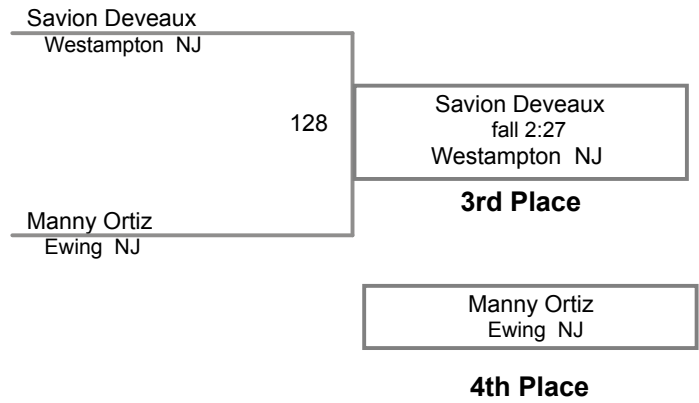 Savion Deveaux
Westampton NJ
128
Savion Deveaux
fall 2:27
Westampton NJ
3rd Place
Manny Ortiz
Ewing NJ
Manny Ortiz
Ewing NJ
4th Place